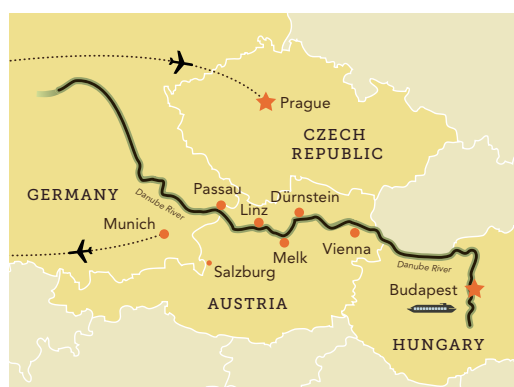 Prague
CZECH
REPUBLIC
GERMANY
Passau
Dürnstein
Danube River
Linz
Munich
Vienna
Melk
Danube River
Salzburg
Budapest
AUSTRIA
HUNGARY